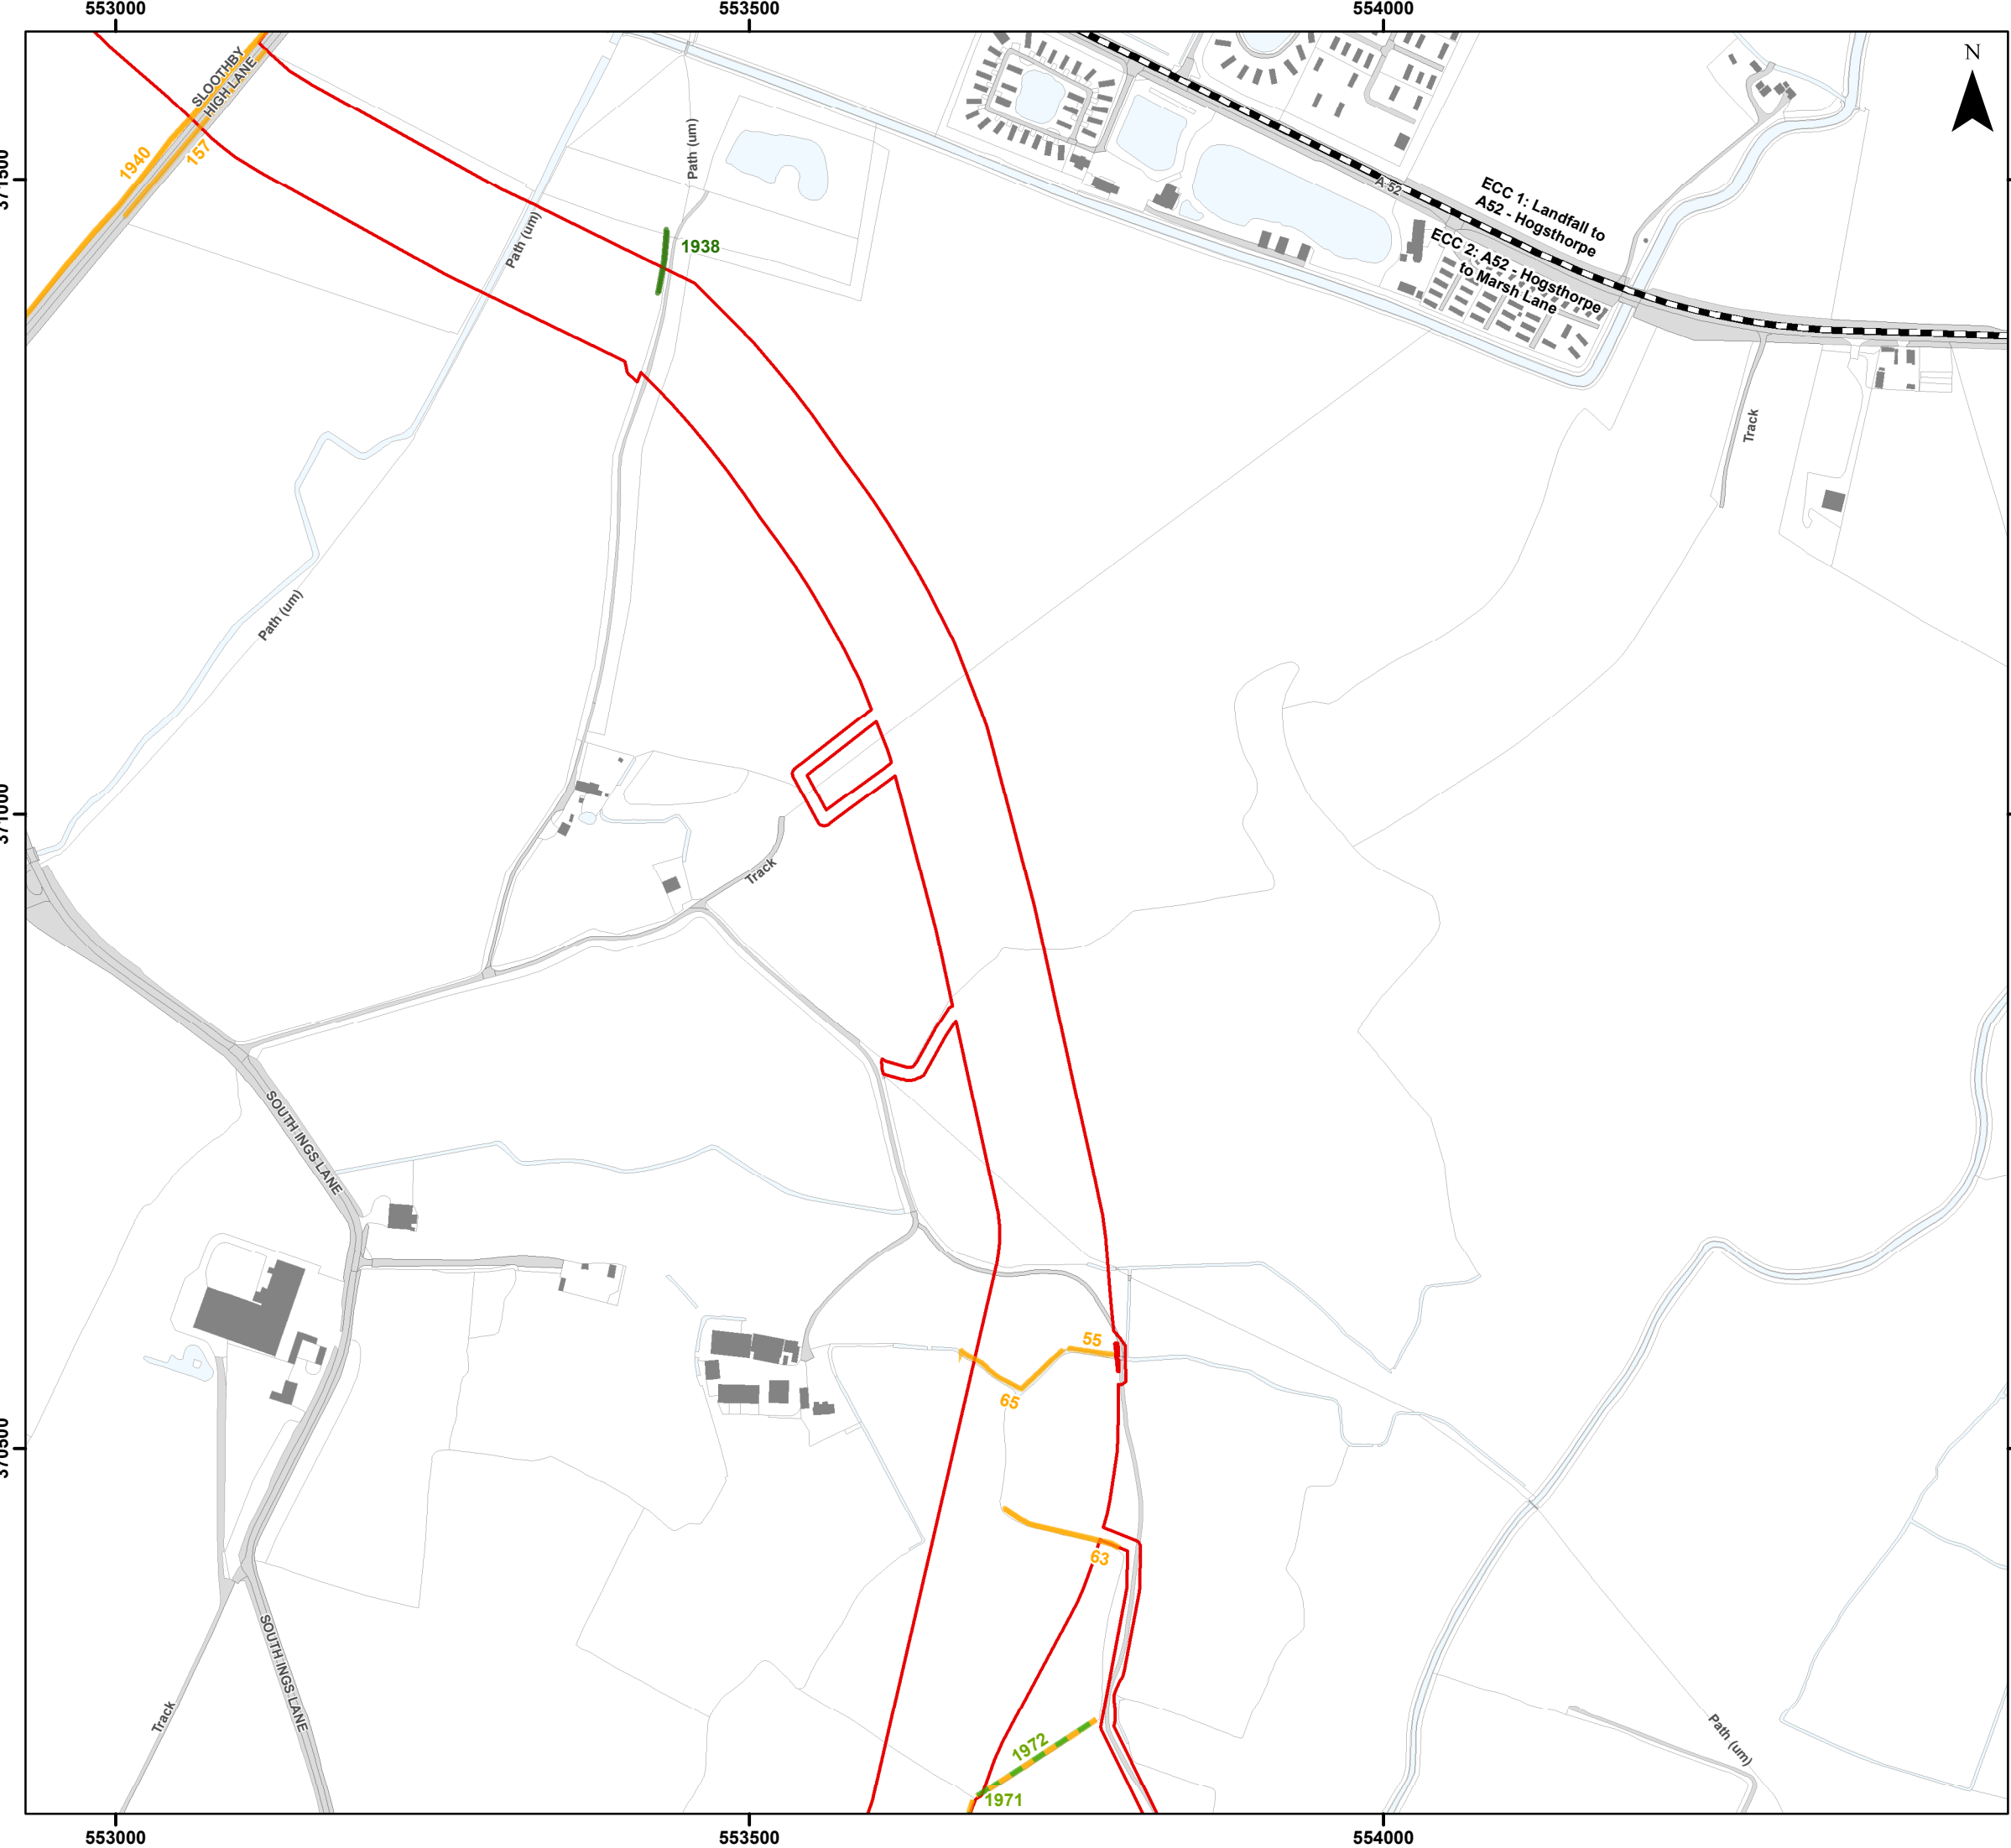 553000
553500
554000
N
SLOOTHBY
HIGH LANE
1940
157
371500
Path (um)
Path (um)
1938
A 52
ECC 1: Landfall to
A52 - Hogsthorpe
ECC 2: A52 - Hogsthorpe
to Marsh Lane
Track
Path (um)
371000
Track
SOUTH INGS LANE
55
65
370500
63
SOUTH INGS LANE
Track
1972
1971
Path (um)
553000
553500
554000